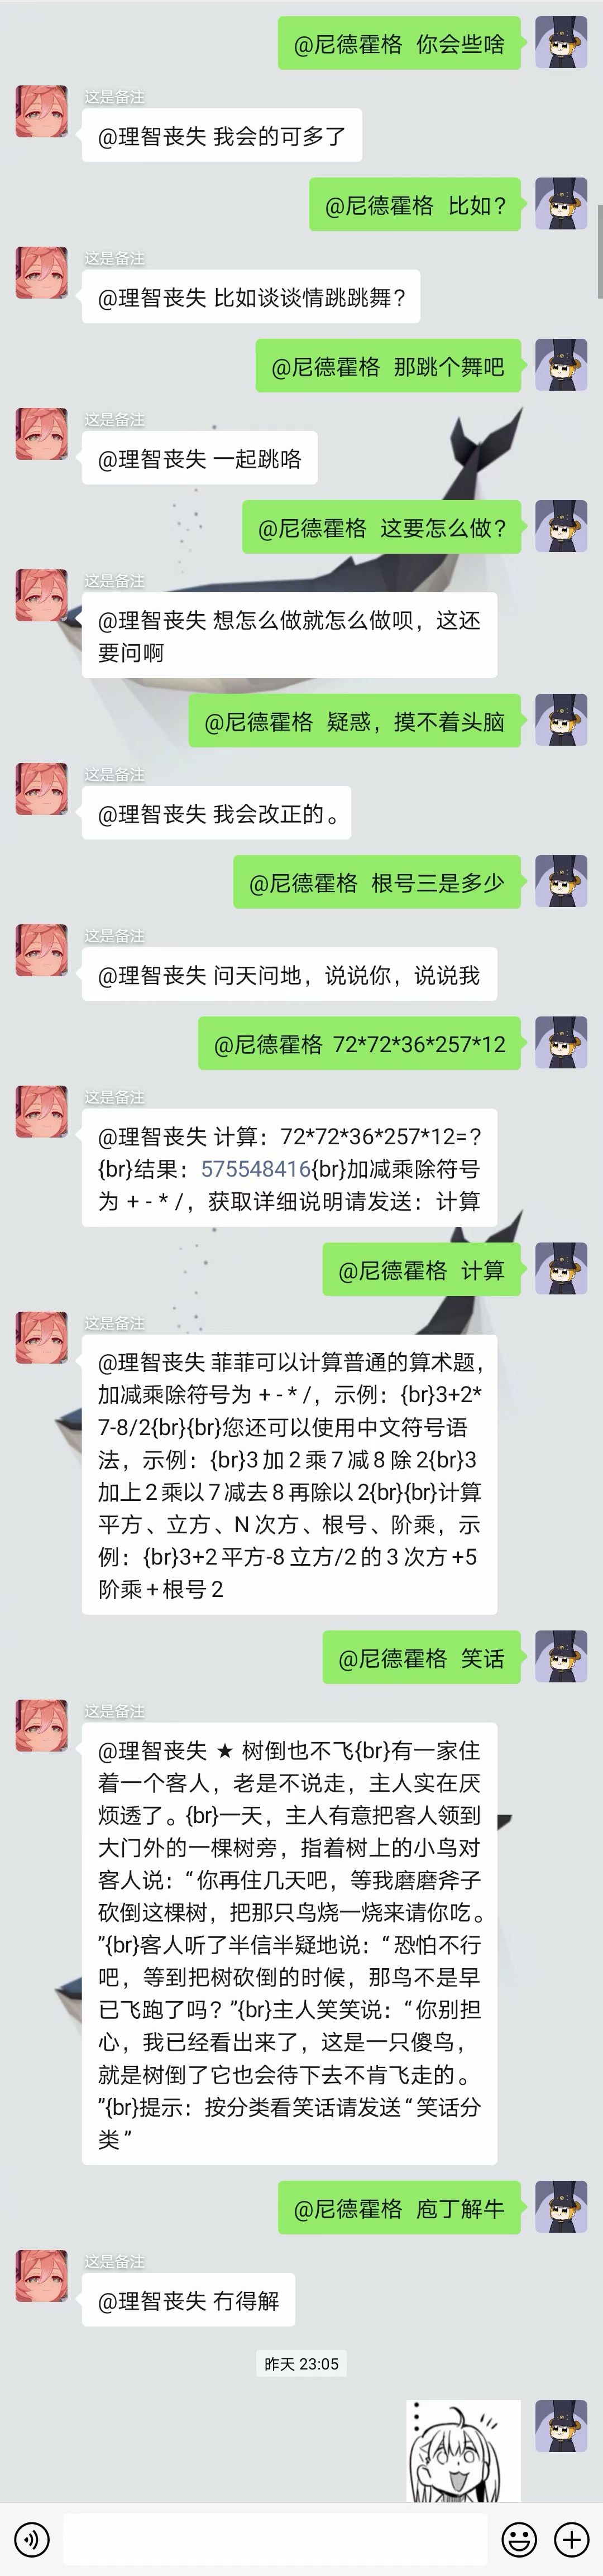 @尼德霍格 你会些啥
这是备注
@理智丧失 我会的可多了
@尼德霍格 比如?
这是备注
@理智丧失 比如谈谈情跳跳舞?
@尼德霍格 那跳个舞吧
这是备注
@理智丧失 一起跳咯
@尼德霍格 这要怎么做?
这是备注
@理智丧失 想怎么做就怎么做呗，这还
要问啊
@尼德霍格 疑惑，摸不着头脑
这是备注
@理智丧失 我会改正的。
@尼德霍格 根号三是多少
这是备注
@理智丧失 问天问地，说说你，说说我
@尼德霍格 72*72*36*257*12
这是备注
@理智丧失 计算：72*72*36*257*12=?
{br}结果：575548416{br}加减乘除符号
为 + - * /，获取详细说明请发送：计算
@尼德霍格 计算
这是备注
@理智丧失 菲菲可以计算普通的算术题，
加减乘除符号为 + - * /，示例：{br}3+2*
7-8/2{br}{br}您还可以使用中文符号语
法，示例：{br}3加2乘7减8除2{br}3
加上2乘以7减去8再除以2{br}{br}计算
平方、立方、N次方、根号、阶乘，示
例：{br}3+2平方-8立方/2的3次方+5
阶乘+根号2
@尼德霍格 笑话
这是备注
@理智丧失 ★ 树倒也不飞{br}有一家住
着一个客人，老是不说走，主人实在厌
烦透了。{br}一天，主人有意把客人领到
大门外的一棵树旁，指着树上的小鸟对
客人说：“你再住几天吧，等我磨磨斧子
砍倒这棵树，把那只鸟烧一烧来请你吃。
”{br}客人听了半信半疑地说：“恐怕不行
吧，等到把树砍倒的时候，那鸟不是早
已飞跑了吗？”{br}主人笑笑说：“你别担
心，我已经看出来了，这是一只傻鸟，
就是树倒了它也会待下去不肯飞走的。
”{br}提示：按分类看笑话请发送“笑话分
类”
@尼德霍格 庖丁解牛
这是备注
@理智丧失 冇得解
昨天 23:05